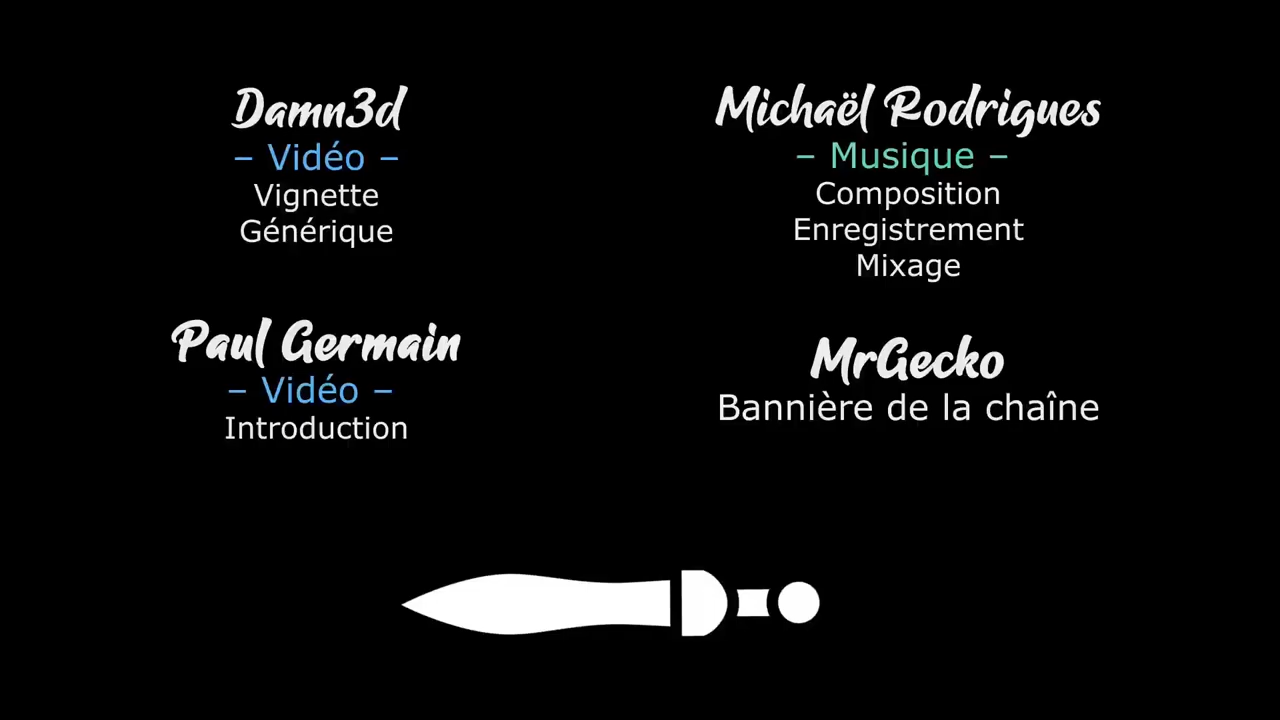 Damn3d
– Vidéo –
Vignette
Générique
Michaël Rodrigues
– Musique –
Composition
Enregistrement
Mixage
Paul Germain
– Vidéo –
Introduction
MrGecko
Bannière de la chaîne